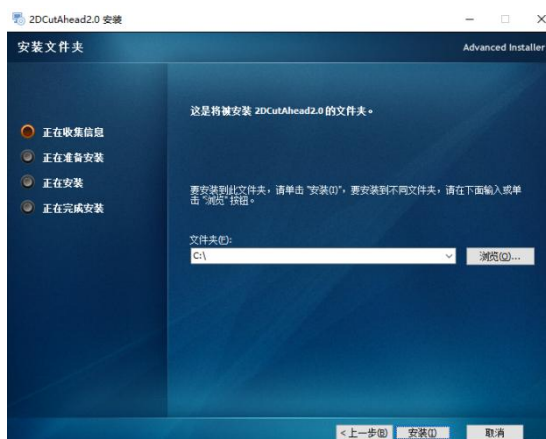 2DCutAhead2.0 安装
安装文件夹
Advanced Installer
这是将被安装 2DCutAhead2.0 的文件夹。
正在收集信息
正在准备安装
正在安装
正在完成安装
要安装到此文件夹，请单击 "安装(I)"，要安装到不同文件夹，请在下面输入或单
击 "浏览" 按钮。
文件夹(F):
C:\
浏览(O)...
<上一步(B)
安装(I)
取消